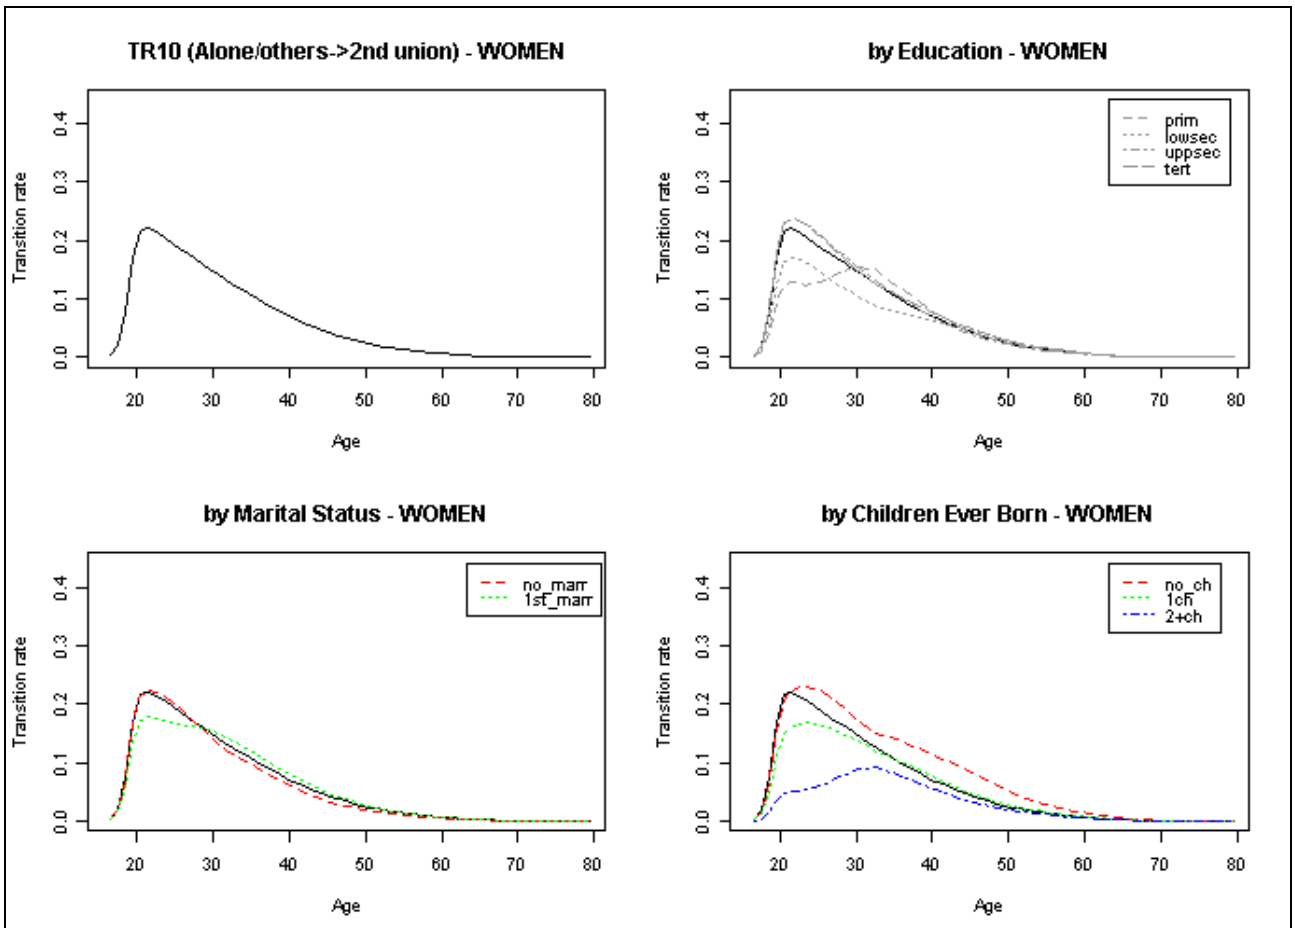 TR10 (Alone/others->2nd union) - WOMEN
Transition rate
0.0 0.1 0.2 0.3 0.4
20 30 40 50 60 70 80
Age
by Education - WOMEN
prim
lowsec
uppsec
tert
Transition rate
0.0 0.1 0.2 0.3 0.4
20 30 40 50 60 70 80
Age
by Marital Status - WOMEN
no_marr
1st_marr
Transition rate
0.0 0.1 0.2 0.3 0.4
20 30 40 50 60 70 80
Age
by Children Ever Born - WOMEN
no_ch
1ch
2+ch
Transition rate
0.0 0.1 0.2 0.3 0.4
20 30 40 50 60 70 80
Age